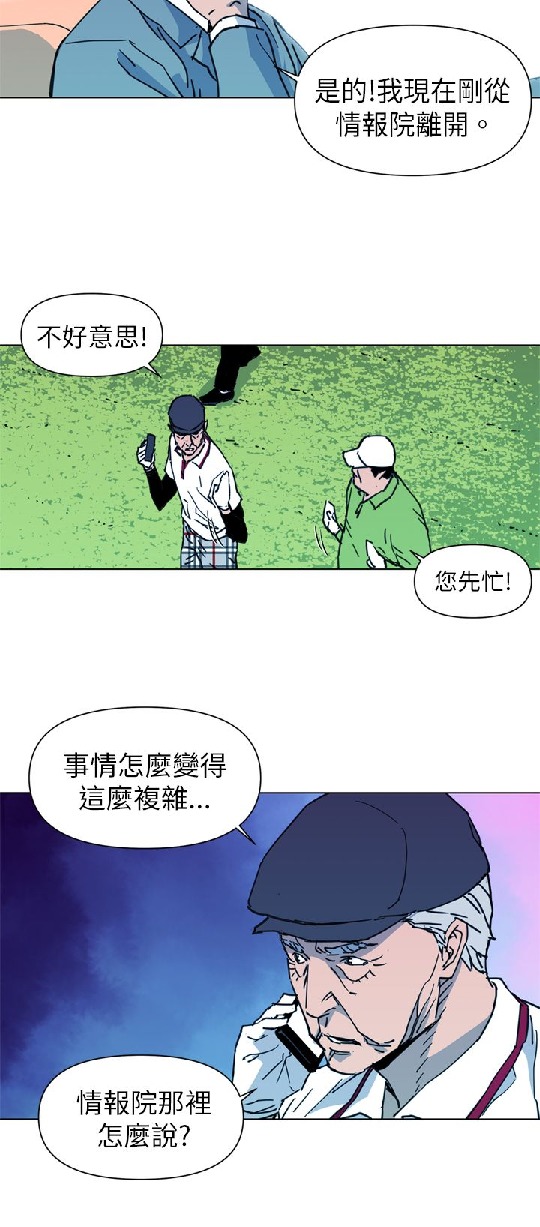 是的!我現在剛從
情報院離開。
不好意思!
您先忙!
事情怎麼變得
這麼複雜...
情報院那裡
怎麼說?